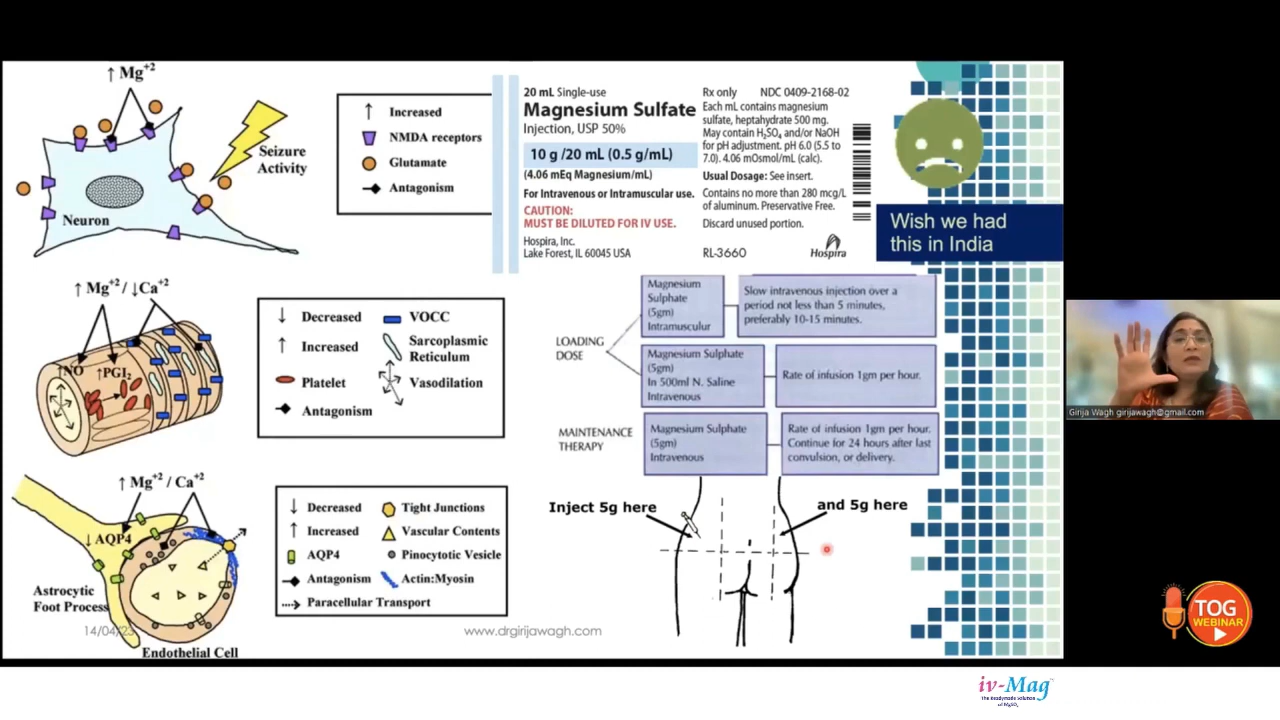 ↑ Mg+2
Seizure
Activity
Neuron
↑ Increased
NMDA receptors
Glutamate
Antagonism
↑ Mg+2 / ↓Ca+2
↑NO
↑PGI2
↓ Decreased
↑ Increased
Platelet
Antagonism
VOCC
Sarcoplasmic
Reticulum
Vasodilation
↑ Mg+2 / Ca+2
↓ AQP4
Astrocytic
Foot Process
Endothelial Cell
↓ Decreased
↑ Increased
AQP4
Antagonism
Paracellular Transport
Tight Junctions
Vascular Contents
Pinocytotic Vesicle
Actin:Myosin
14/04/23
www.drgirijawagh.com
20 mL Single-use
Magnesium Sulfate
Injection, USP 50%
10 g /20 mL (0.5 g/mL)
(4.06 mEq Magnesium/mL)
For Intravenous or Intramuscular use.
CAUTION:
MUST BE DILUTED FOR IV USE.
Hospira, Inc.
Lake Forest, IL 60045 USA
Rx only NDC 0409-2168-02
Each mL contains magnesium
sulfate, heptahydrate 500 mg.
May contain H2SO4 and/or NaOH
for pH adjustment. pH 6.0 (5.5 to
7.0). 4.06 mOsmol/mL (calc).
Usual Dosage: See insert.
Contains no more than 280 mcg/L
of aluminum. Preservative Free.
Discard unused portion.
RL-3660
Hospira
Wish we had
this in India
LOADING
DOSE
Magnesium
Sulphate
(5gm)
Intramusculur
Slow intravenous injection over a
period not less than 5 minutes,
preferably 10-15 minutes.
Magnesium Sulphate
(5gm)
In 500ml N. Saline
Intravenous
Rate of infusion 1gm per hour.
MAINTENANCE
THERAPY
Magnesium Sulphate
(5gm)
Intravenous
Rate of infusion 1gm per hour.
Continue for 24 hours after last
convulsion, or delivery.
Inject 5g here
and 5g here
Girija Wagh girijawagh@gmail.com
TOG
WEBINAR
iv-Mag
The Readymade Solution
of MgSO4